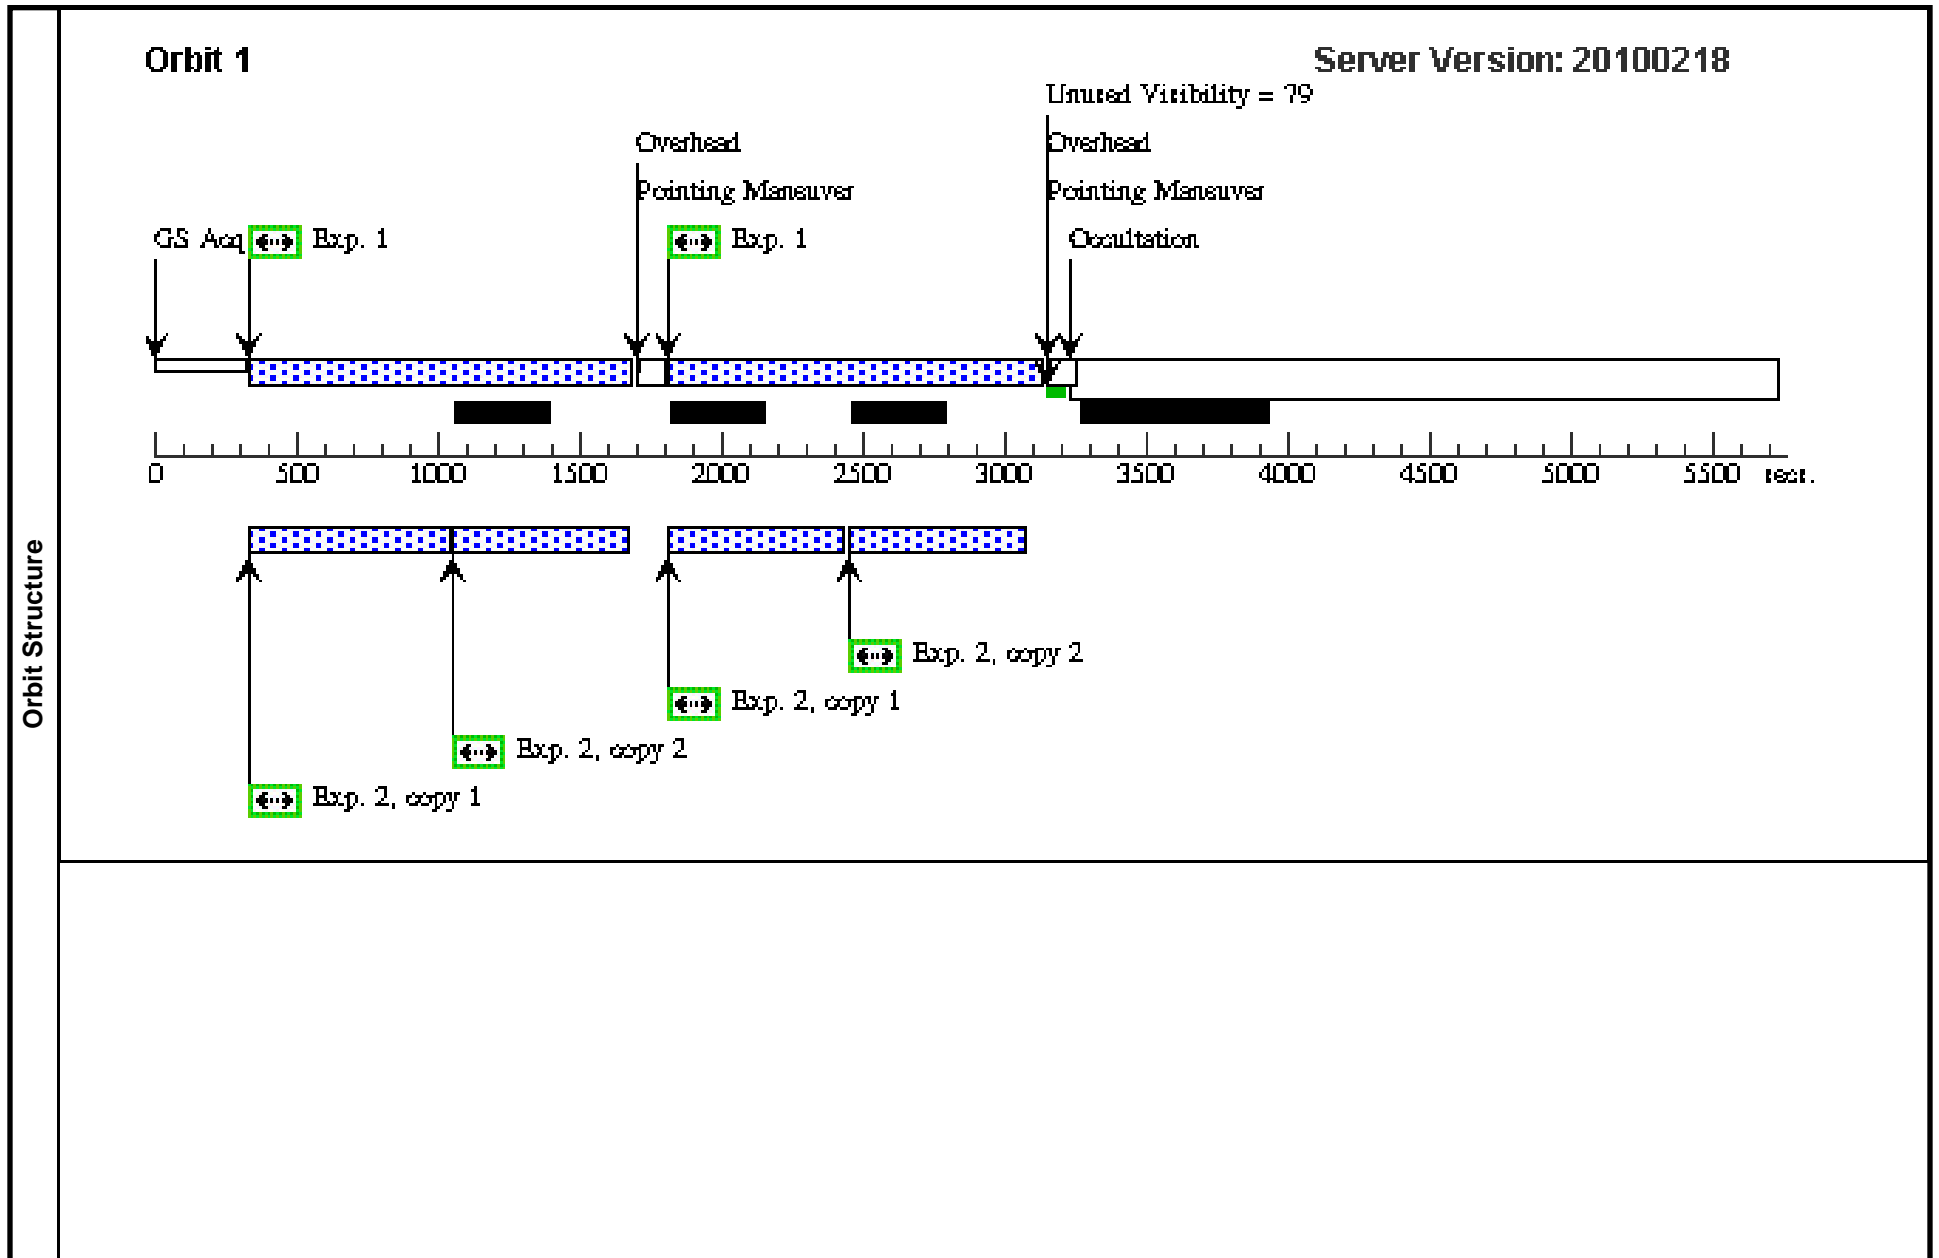 Orbit 1 Server Version: 20100218
Unused Visibility = 79
Overhead Overhead
Pointing Maneuver Pointing Maneuver
GS Acq Exp. 1 Exp. 1 Occultation
0 500 1000 1500 2000 2500 3000 3500 4000 4500 5000 5500 secs.
Orbit Structure
Exp. 2, copy 2
Exp. 2, copy 1
Exp. 2, copy 2
Exp. 2, copy 1